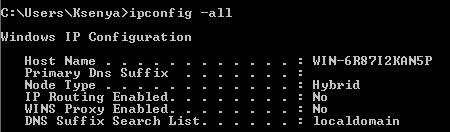 C:\Users\Ksenya>ipconfig -all
Windows IP Configuration
Host Name . . . . . . . . . . . . : WIN-6R87I2KAN5P
Primary Dns Suffix . . . . . . . :
Node Type . . . . . . . . . . . . : Hybrid
IP Routing Enabled. . . . . . . . : No
WINS Proxy Enabled. . . . . . . . : No
DNS Suffix Search List. . . . . . : localdomain